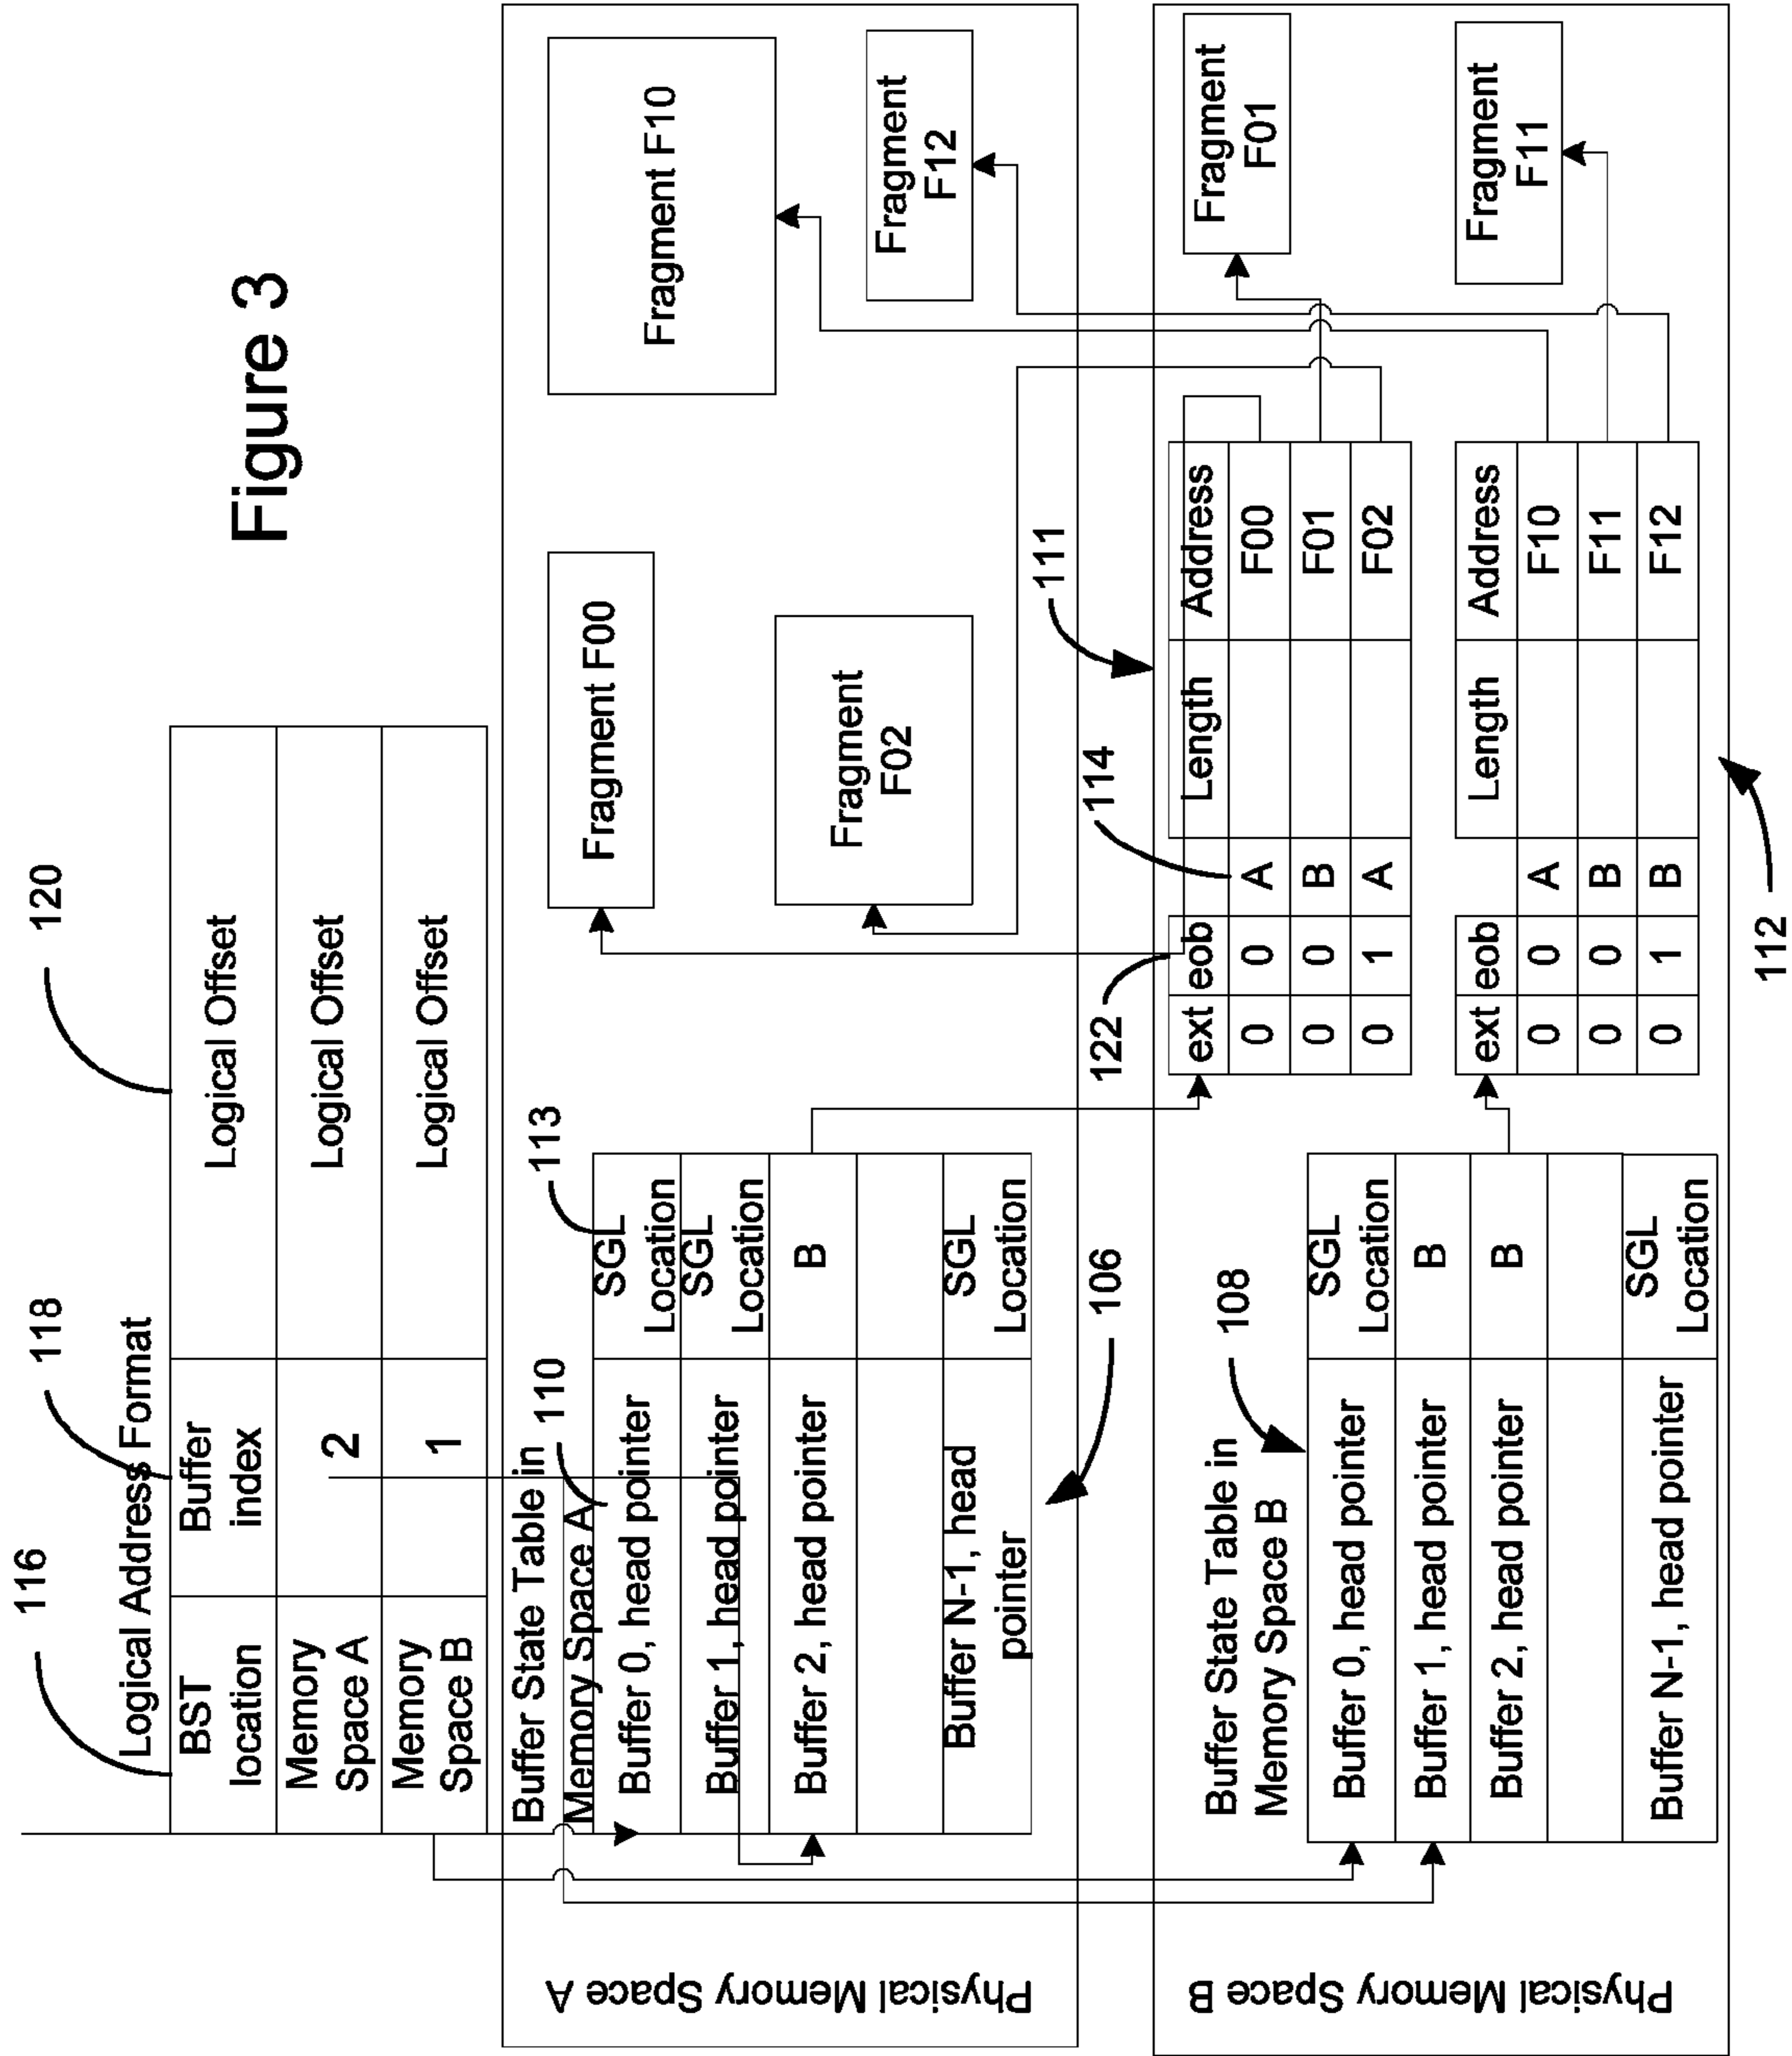 Figure 3
116
118
120
Logical Address Format
BST
location
Buffer
index
Logical Offset
Memory
Space A
2
Logical Offset
Memory
Space B
1
Logical Offset
Physical Memory Space A
Buffer State Table in
Memory Space A
110
113
Buffer 0, head pointer
SGL
Location
Buffer 1, head pointer
SGL
Location
Buffer 2, head pointer
B
Buffer N-1, head
pointer
SGL
Location
106
Fragment F00
Fragment
F02
Fragment F10
Fragment
F12
Physical Memory Space B
Buffer State Table in
Memory Space B
108
Buffer 0, head pointer
SGL
Location
Buffer 1, head pointer
B
Buffer 2, head pointer
B
Buffer N-1, head pointer
SGL
Location
122
114
111
ext eob Length Address
0 0 A F00
0 0 B F01
0 1 A F02
ext eob Length Address
0 0 A F10
0 0 B F11
0 1 B F12
112
Fragment
F01
Fragment
F11